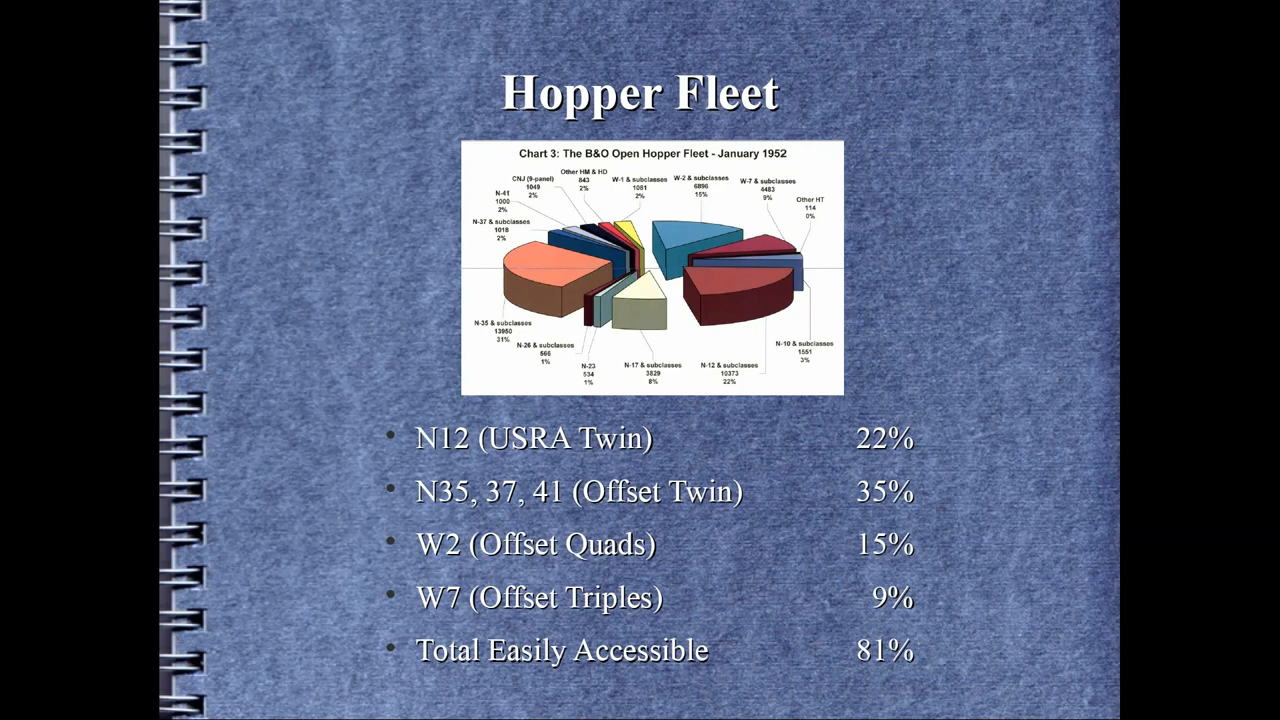 Hopper Fleet
Chart 3: The B&O Open Hopper Fleet - January 1952
Other HM & HD
843
2%
CNJ (9-panel)
1049
2%
W-1 & subclasses
1081
2%
W-2 & subclasses
6896
15%
W-7 & subclasses
4483
9%
Other HT
114
0%
N-41
1000
2%
N-37 & subclasses
1018
2%
N-35 & subclasses
13950
31%
N-26 & subclasses
566
1%
N-23
534
1%
N-17 & subclasses
3829
8%
N-12 & subclasses
10373
22%
N-10 & subclasses
1551
3%
• N12 (USRA Twin) 22%
• N35, 37, 41 (Offset Twin) 35%
• W2 (Offset Quads) 15%
• W7 (Offset Triples) 9%
• Total Easily Accessible 81%